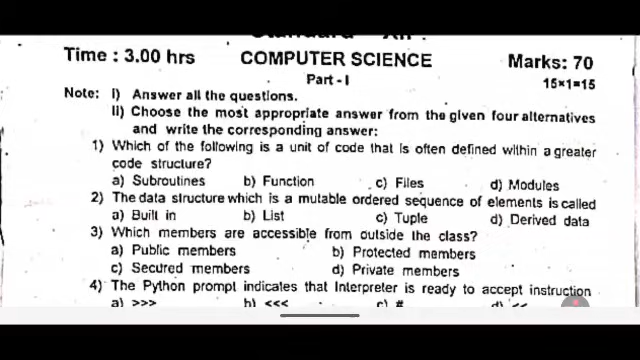 Standard - XII
Time : 3.00 hrs COMPUTER SCIENCE Marks: 70
Part - I 15x1=15
Note: I) Answer all the questions.
II) Choose the most appropriate answer from the given four alternatives
and write the corresponding answer:
1) Which of the following is a unit of code that is often defined within a greater
code structure?
a) Subroutines b) Function c) Files d) Modules
2) The data structure which is a mutable ordered sequence of elements is called
a) Built in b) List c) Tuple d) Derived data
3) Which members are accessible from outside the class?
a) Public members b) Protected members
c) Secured members d) Private members
4) The Python prompt indicates that Interpreter is ready to accept instruction
a) >>> b) <<< c) # d) <<